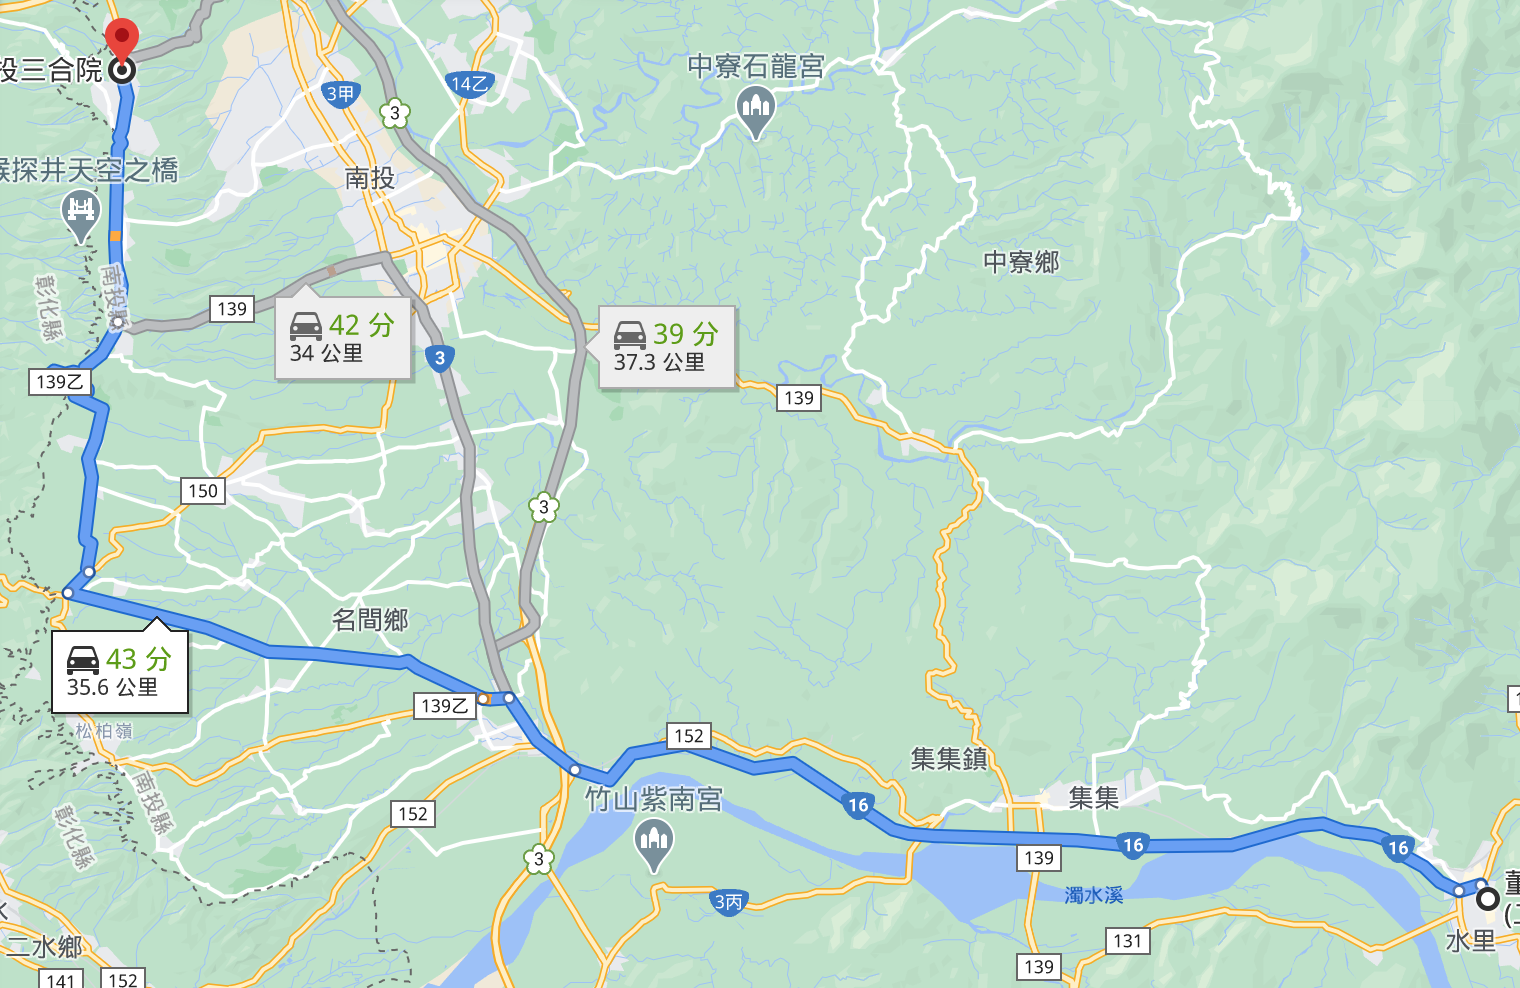 投三合院
3甲
3
14乙
中寮石龍宮
南投
猴探井天空之橋
中寮鄉
南投縣
彰化縣
139
42 分
34 公里
3
39 分
37.3 公里
139乙
139
150
3
名間鄉
43 分
35.6 公里
139乙
松柏嶺
152
集集鎮
南投縣
彰化縣
152
竹山紫南宮
16
集集
16
16
3
139
3丙
濁水溪
131
水里
二水鄉
139
141
152